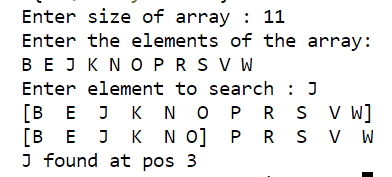 Enter size of array : 11
Enter the elements of the array:
B E J K N O P R S V W
Enter element to search : J
[B E J K N O P R S V W]
[B E J K N O] P R S V W
J found at pos 3